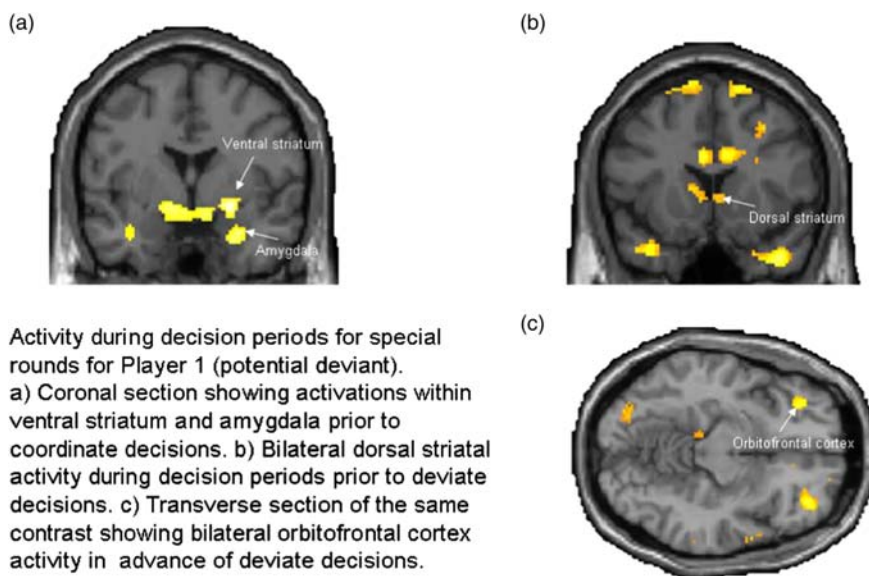 (a)
Ventral striatum
Amygdala
(b)
Dorsal striatum
Activity during decision periods for special
rounds for Player 1 (potential deviant).
a) Coronal section showing activations within
ventral striatum and amygdala prior to
coordinate decisions. b) Bilateral dorsal striatal
activity during decision periods prior to deviate
decisions. c) Transverse section of the same
contrast showing bilateral orbitofrontal cortex
activity in advance of deviate decisions.
(c)
Orbitofrontal cortex